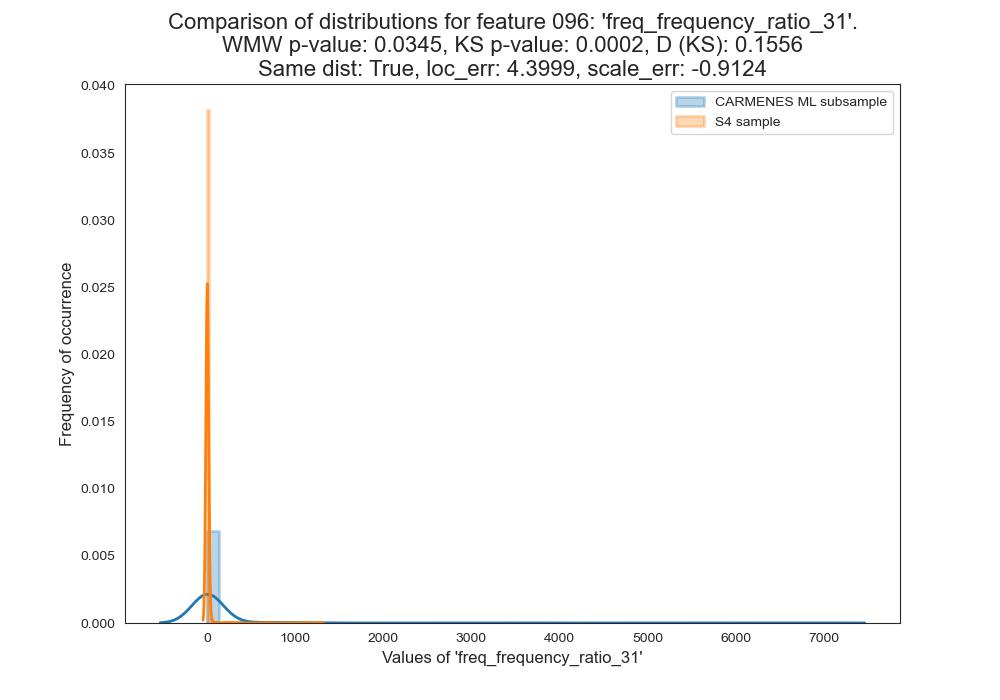 Comparison of distributions for feature 096: 'freq_frequency_ratio_31'.
WMW p-value: 0.0345, KS p-value: 0.0002, D (KS): 0.1556
Same dist: True, loc_err: 4.3999, scale_err: -0.9124
CARMENES ML subsample
S4 sample
0.040
0.035
0.030
0.025
0.020
0.015
0.010
0.005
0.000
Frequency of occurrence
0 1000 2000 3000 4000 5000 6000 7000
Values of 'freq_frequency_ratio_31'